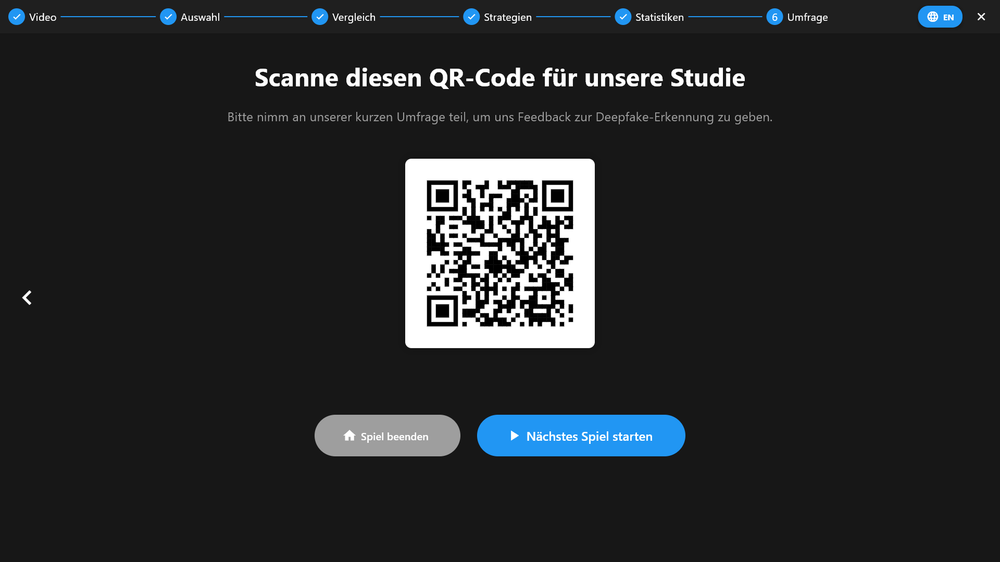 Video
Auswahl
Vergleich
Strategien
Statistiken
6 Umfrage
EN
Scanne diesen QR-Code für unsere Studie
Bitte nimm an unserer kurzen Umfrage teil, um uns Feedback zur Deepfake-Erkennung zu geben.
Spiel beenden
Nächstes Spiel starten